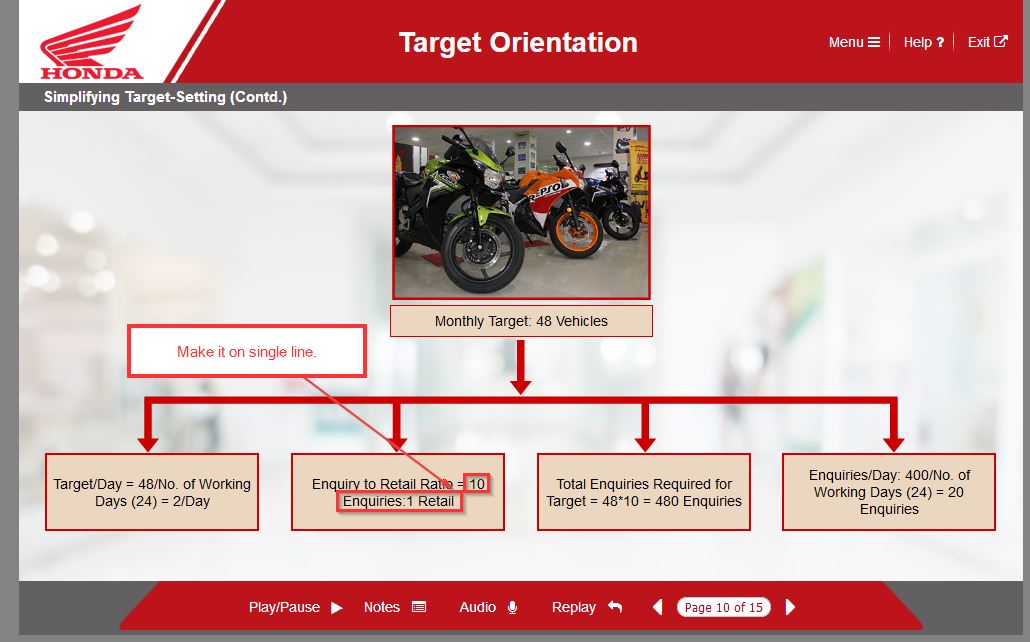 HONDA
Target Orientation
Menu
Help ?
Exit
Simplifying Target-Setting (Contd.)
REPSOL
Monthly Target: 48 Vehicles
Make it on single line.
Target/Day = 48/No. of Working
Days (24) = 2/Day
Enquiry to Retail Ratio = 10
Enquiries:1 Retail
Total Enquiries Required for
Target = 48*10 = 480 Enquiries
Enquiries/Day: 400/No. of
Working Days (24) = 20
Enquiries
Play/Pause
Notes
Audio
Replay
Page 10 of 15